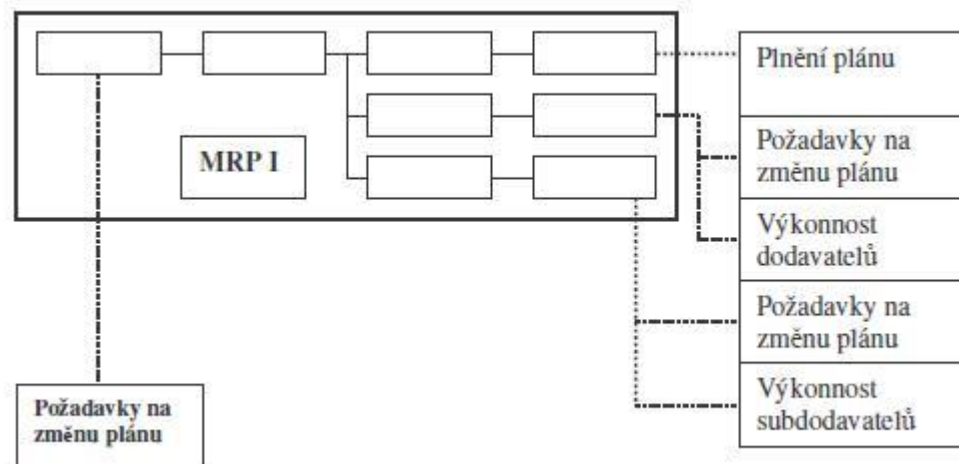 Plnění plánu
MRP I
Požadavky na
změnu plánu
Výkonnost
dodavatelů
Požadavky na
změnu plánu
Výkonnost
subdodavatelů
Požadavky na
změnu plánu